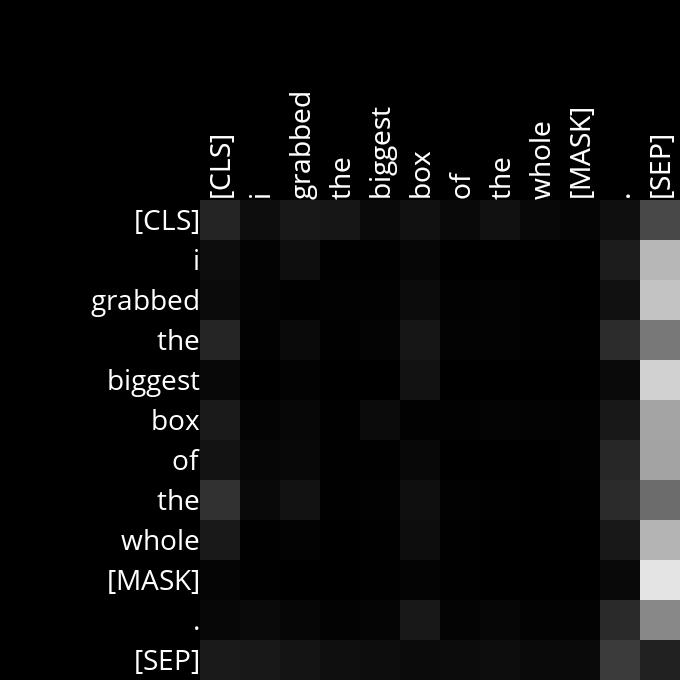 [CLS] i grabbed the biggest box of the whole [MASK] . [SEP]
[CLS]
i
grabbed
the
biggest
box
of
the
whole
[MASK]
.
[SEP]